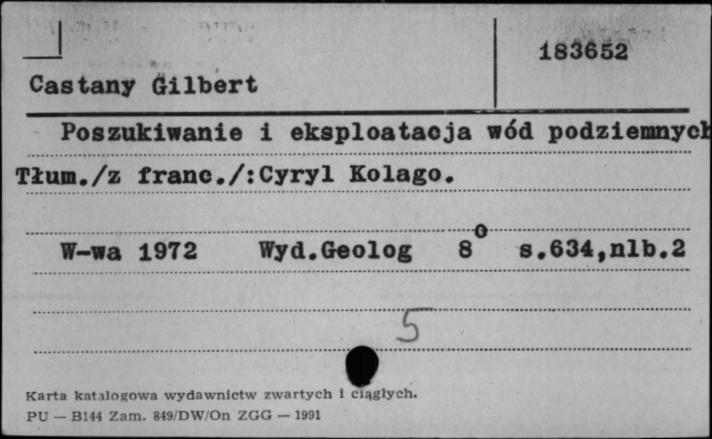 183652
Castany Gilbert
Poszukiwanie i eksploatacja wód podziemnych
Tłum./z franc./:Cyryl Kolago.
W-wa 1972 Wyd.Geolog 8o s.634,nlb.2
5
Karta katalogowa wydawnictw zwartych i ciągłych.
PU — B144 Zam. 849/DW/On ZGG — 1991